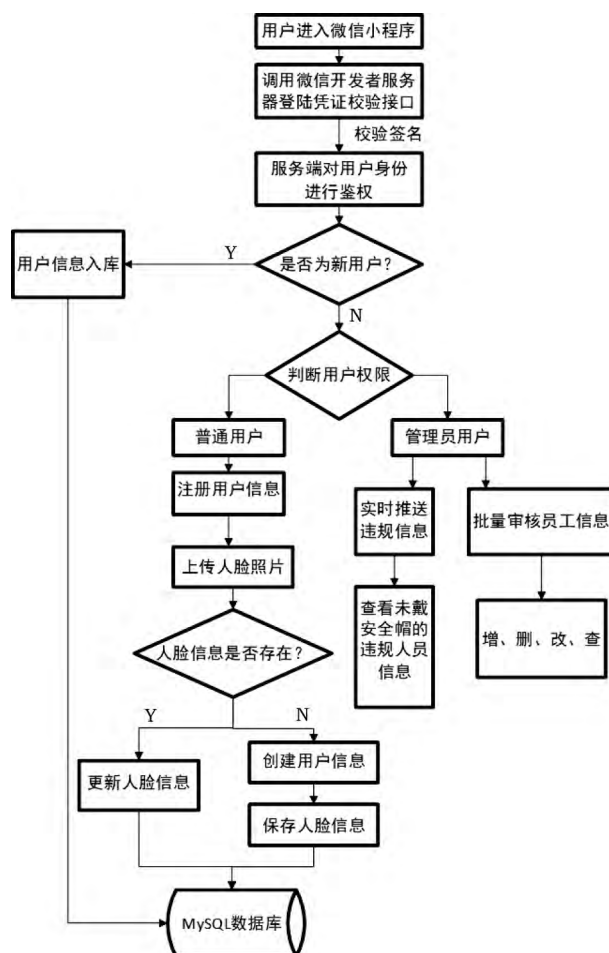 用户进入微信小程序
调用微信开发者服务
器登陆凭证校验接口
校验签名
服务端对用户身份
进行鉴权
是否为新用户？
Y
用户信息入库
N
判断用户权限
普通用户
管理员用户
注册用户信息
实时推送
违规信息
批量审核员工信息
上传人脸照片
查看未戴
安全帽的
违规人员
信息
增、删、改、查
人脸信息是否存在？
Y
N
更新人脸信息
创建用户信息
保存人脸信息
MySQL数据库